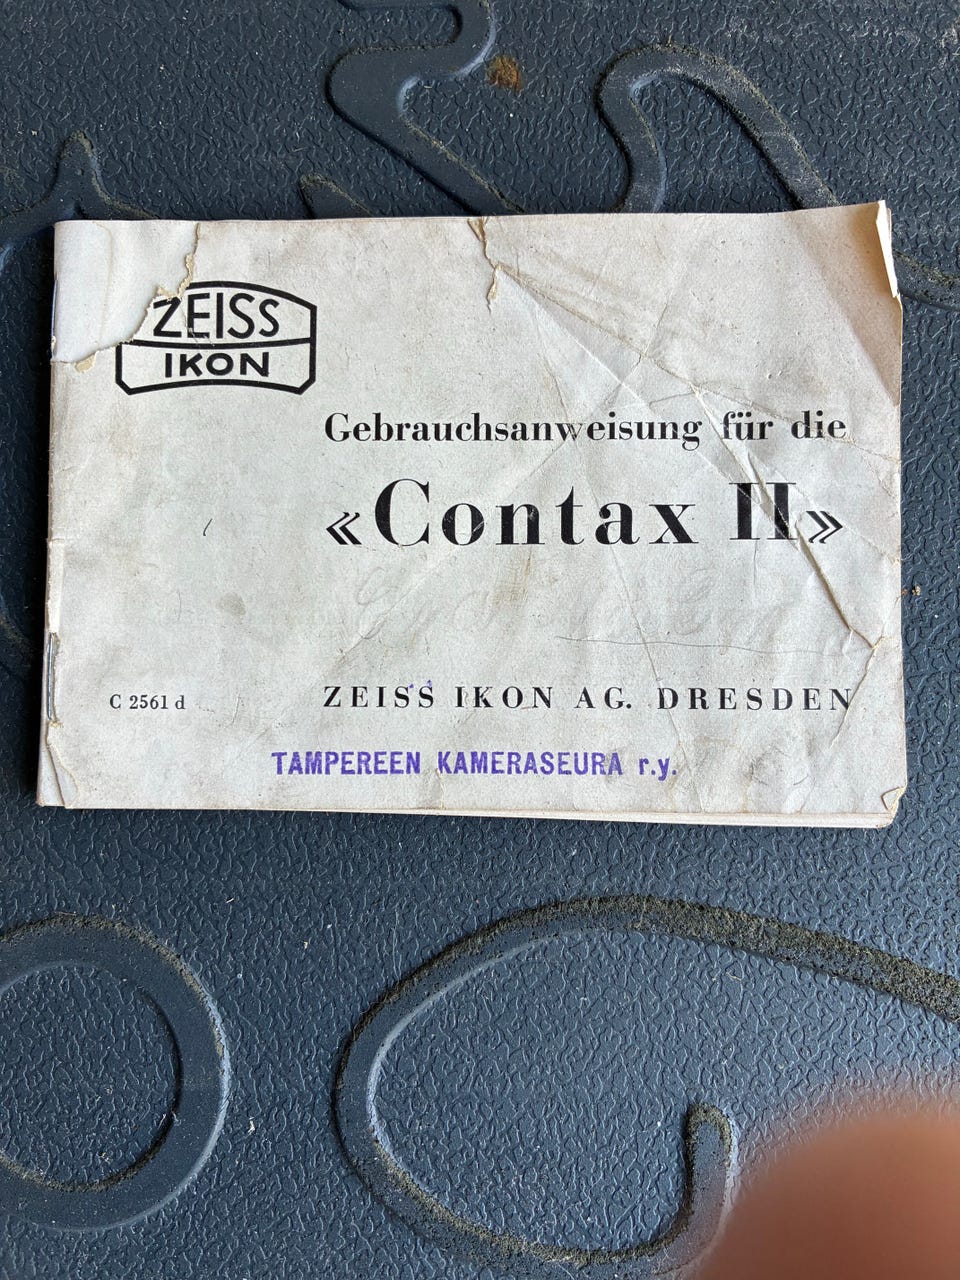 ZEISS
IKON
Gebrauchsanweisung für die
«Contax II»
C 2561 d
ZEISS IKON AG. DRESDEN
TAMPEREEN KAMERASEURA r.y.